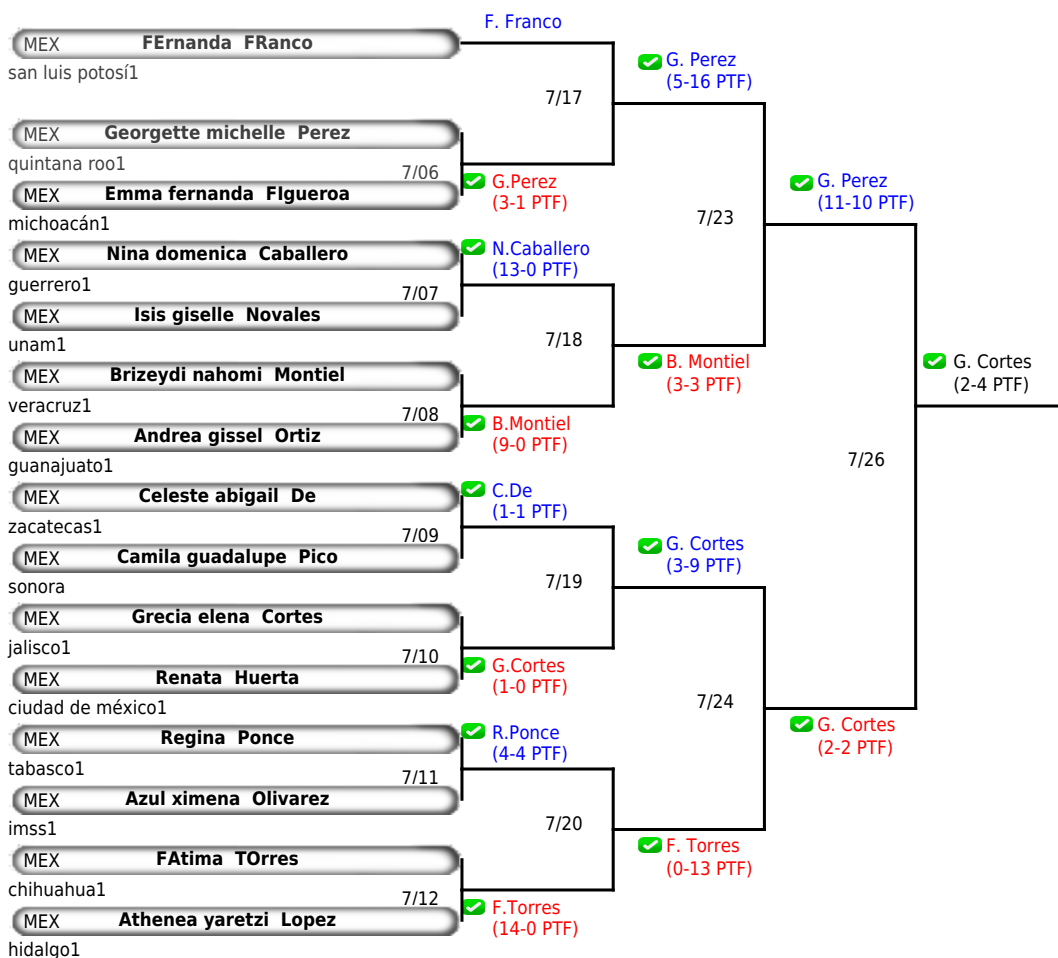 F. Franco
MEX FErnanda FRanco
san luis potosí1
G. Perez
(5-16 PTF)
7/17
MEX Georgette michelle Perez
quintana roo1
7/06
G.Perez
(3-1 PTF)
MEX Emma fernanda FIgueroa
michoacán1
G. Perez
(11-10 PTF)
7/23
MEX Nina domenica Caballero
guerrero1
N.Caballero
(13-0 PTF)
7/07
MEX Isis giselle Novales
unam1
7/18
B. Montiel
(3-3 PTF)
MEX Brizeydi nahomi Montiel
veracruz1
7/08
B.Montiel
(9-0 PTF)
MEX Andrea gissel Ortiz
guanajuato1
G. Cortes
(2-4 PTF)
7/26
MEX Celeste abigail De
zacatecas1
C.De
(1-1 PTF)
7/09
MEX Camila guadalupe Pico
sonora
G. Cortes
(3-9 PTF)
7/19
MEX Grecia elena Cortes
jalisco1
7/10
G.Cortes
(1-0 PTF)
MEX Renata Huerta
ciudad de méxico1
7/24
G. Cortes
(2-2 PTF)
MEX Regina Ponce
tabasco1
R.Ponce
(4-4 PTF)
7/11
MEX Azul ximena Olivarez
imss1
7/20
F. Torres
(0-13 PTF)
MEX FAtima TOrres
chihuahua1
7/12
F.Torres
(14-0 PTF)
MEX Athenea yaretzi Lopez
hidalgo1